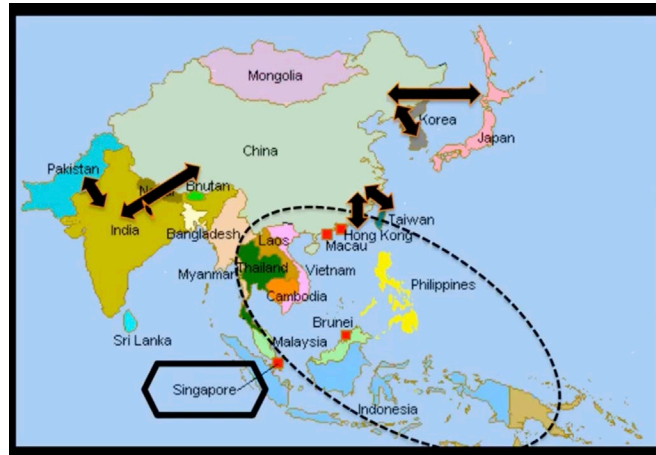 Mongolia
Korea
Japan
China
Pakistan
Bhutan
India
Bangladesh
Taiwan
Hong Kong
Macau
Laos
Myanmar
Thailand
Vietnam
Philippines
Cambodia
Sri Lanka
Brunei
Malaysia
Singapore
Indonesia